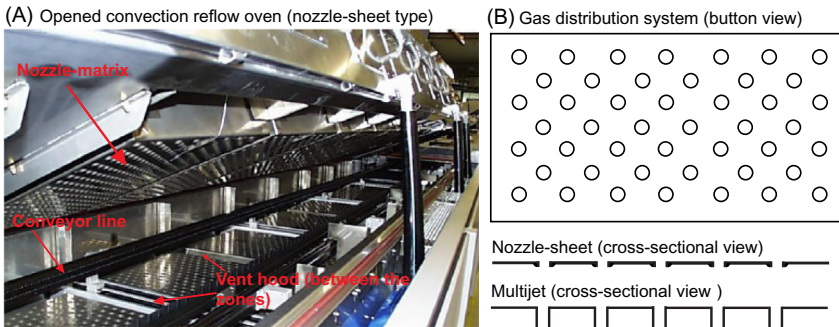 (A) Opened convection reflow oven (nozzle-sheet type)
Nozzle-matrix
Conveyor line
Vent hood (between the
zones)
(B) Gas distribution system (button view)
Nozzle-sheet (cross-sectional view)
Multijet (cross-sectional view )